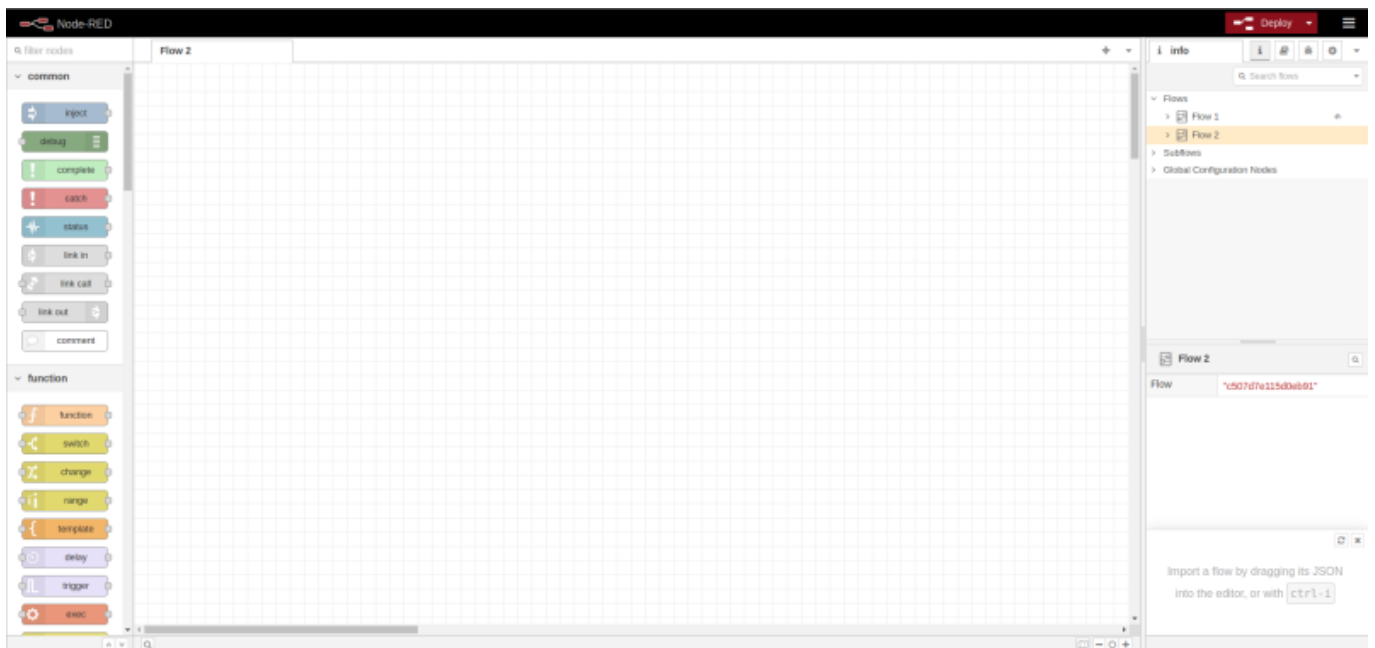 Node-RED
Deploy
filter nodes
Flow 2
i info
Search flows
common
inject
debug
complete
catch
status
link in
link call
link out
comment
function
function
switch
change
range
template
delay
trigger
exec
Flows
Flow 1
Flow 2
Subflows
Global Configuration Nodes
Flow 2
Flow "c507d7e115d0eb91"
Import a flow by dragging its JSON
into the editor, or with ctrl-i